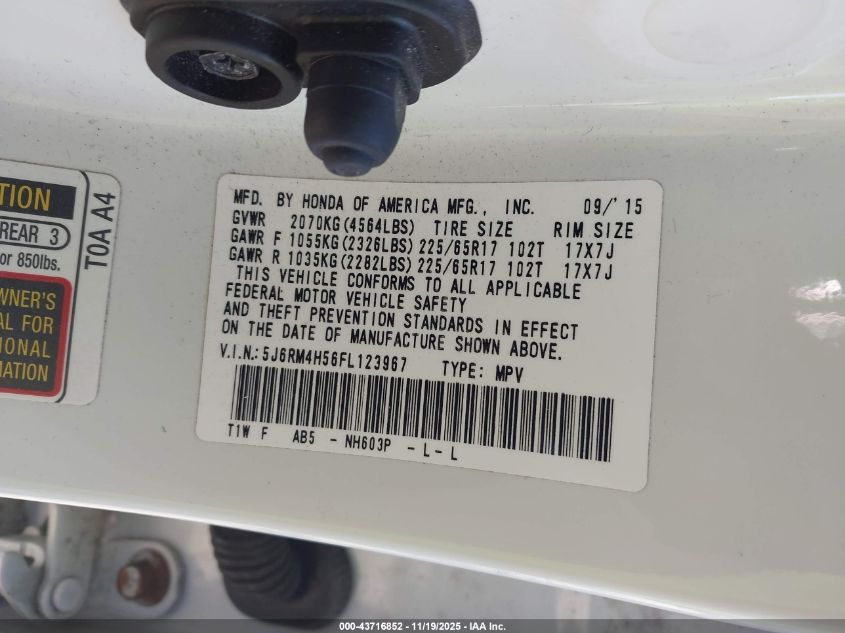 TION
REAR 3
or 850lbs.
WNER'S
AL FOR
IONAL
MATION
T0A A4
MFD. BY HONDA OF AMERICA MFG., INC. 09/'15
GVWR 2070KG(4564LBS) TIRE SIZE RIM SIZE
GAWR F 1055KG(2326LBS) 225/65R17 102T 17X7J
GAWR R 1035KG(2282LBS) 225/65R17 102T 17X7J
THIS VEHICLE CONFORMS TO ALL APPLICABLE
FEDERAL MOTOR VEHICLE SAFETY
AND THEFT PREVENTION STANDARDS IN EFFECT
ON THE DATE OF MANUFACTURE SHOWN ABOVE.
V.I.N.: 5J6RM4H56FL123967 TYPE: MPV
T1W F AB5 - NH603P - L - L
000-43716852 | 11/19/2025 - IAA Inc.